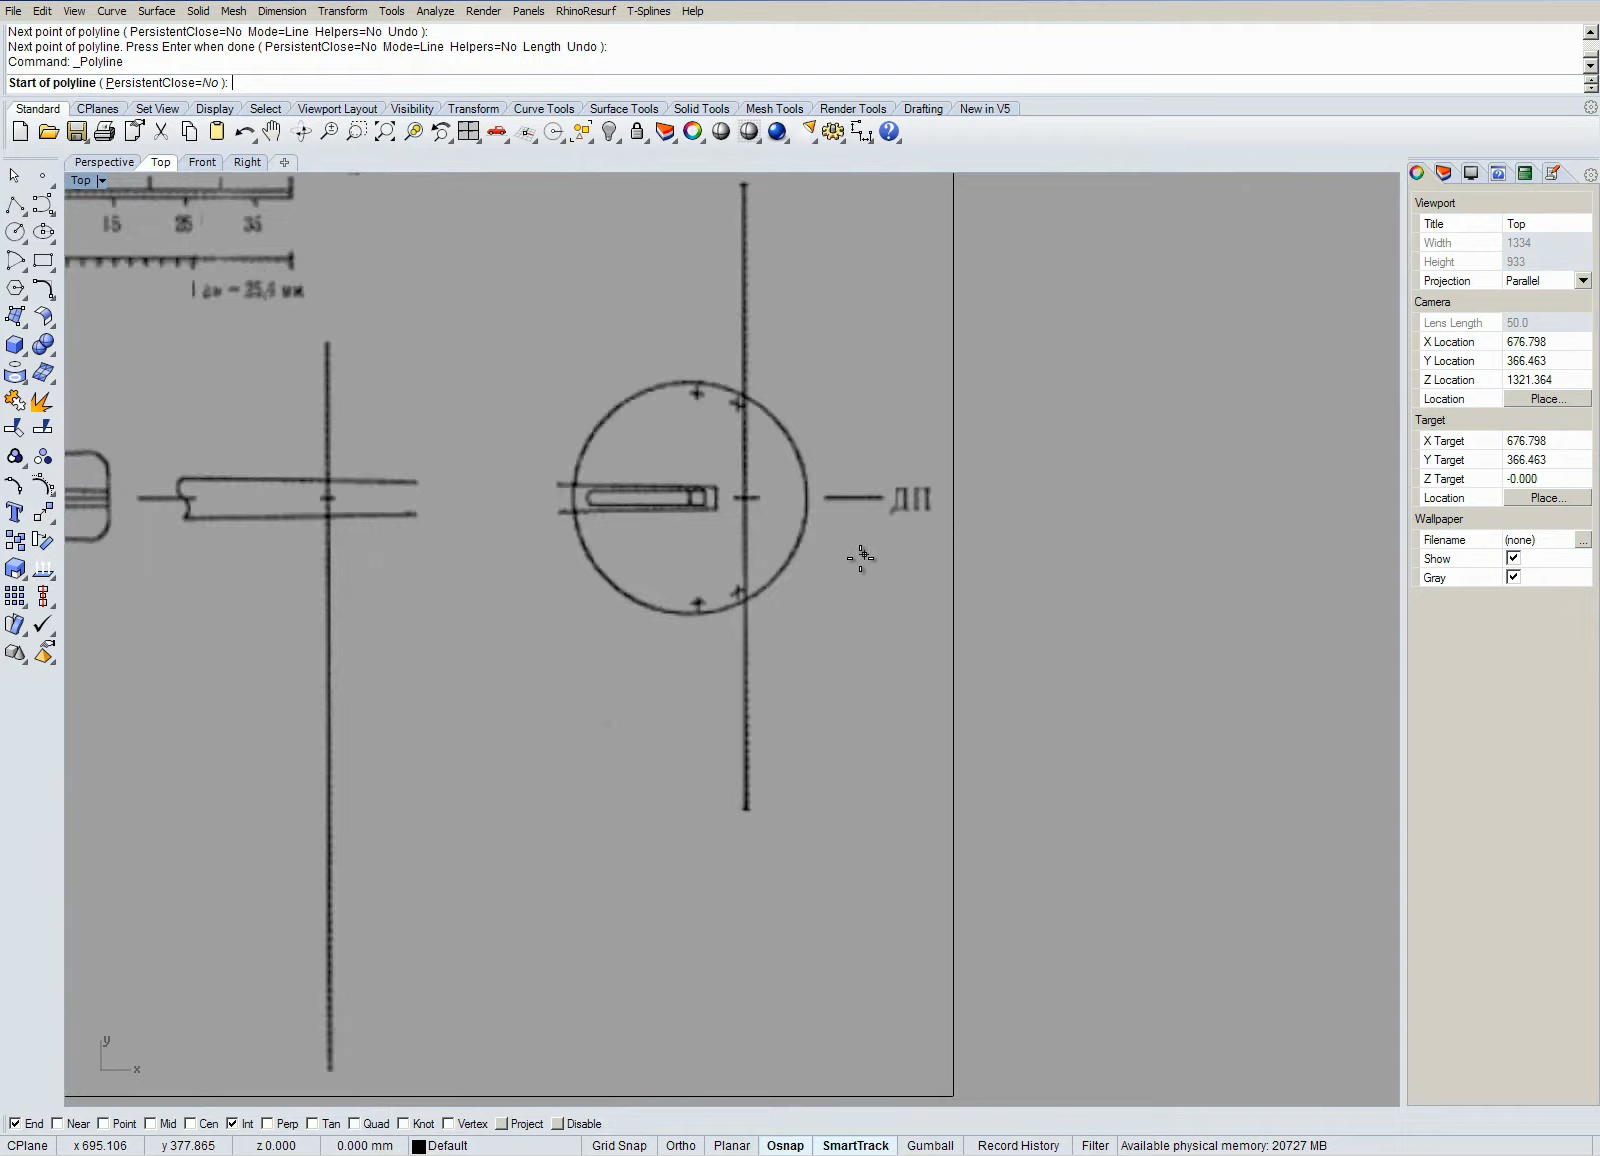 File Edit View Curve Surface Solid Mesh Dimension Transform Tools Analyze Render Panels RhinoResurf T-Splines Help
Next point of polyline ( PersistentClose=No Mode=Line Helpers=No Undo ):
Next point of polyline. Press Enter when done ( PersistentClose=No Mode=Line Helpers=No Length Undo ):
Command: _Polyline
Start of polyline ( PersistentClose=No ):
Standard CPlanes Set View Display Select Viewport Layout Visibility Transform Curve Tools Surface Tools Solid Tools Mesh Tools Render Tools Drafting New in V5
Perspective Top Front Right
Top
15 25 35
1 дм = 25,4 мм
ДП
y
x
Viewport
Title Top
Width 1334
Height 933
Projection Parallel
Camera
Lens Length 50.0
X Location 676.798
Y Location 366.463
Z Location 1321.364
Location Place...
Target
X Target 676.798
Y Target 366.463
Z Target -0.000
Location Place...
Wallpaper
Filename (none) ...
Show
Gray
End Near Point Mid Cen Int Perp Tan Quad Knot Vertex Project Disable
CPlane x 695.106 y 377.865 z 0.000 0.000 mm Default Grid Snap Ortho Planar Osnap SmartTrack Gumball Record History Filter Available physical memory: 20727 MB